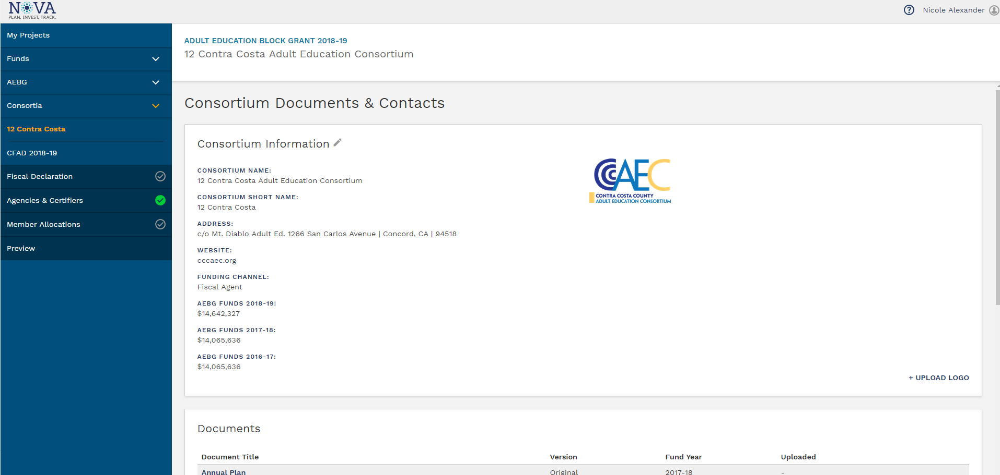 NOVA
PLAN. INVEST. TRACK.
Nicole Alexander
My Projects
Funds
AEBG
Consortia
12 Contra Costa
CFAD 2018-19
Fiscal Declaration
Agencies & Certifiers
Member Allocations
Preview
ADULT EDUCATION BLOCK GRANT 2018-19
12 Contra Costa Adult Education Consortium
Consortium Documents & Contacts
Consortium Information
CONSORTIUM NAME:
12 Contra Costa Adult Education Consortium
CONSORTIUM SHORT NAME:
12 Contra Costa
ADDRESS:
c/o Mt. Diablo Adult Ed. 1266 San Carlos Avenue | Concord, CA | 94518
WEBSITE:
cccaec.org
FUNDING CHANNEL:
Fiscal Agent
AEBG FUNDS 2018-19:
$14,642,327
AEBG FUNDS 2017-18:
$14,065,636
AEBG FUNDS 2016-17:
$14,065,636
CCCAEC
CONTRA COSTA COUNTY
ADULT EDUCATION CONSORTIUM
+ UPLOAD LOGO
Documents
Document Title Version Fund Year Uploaded
Annual Plan Original 2017-18 -